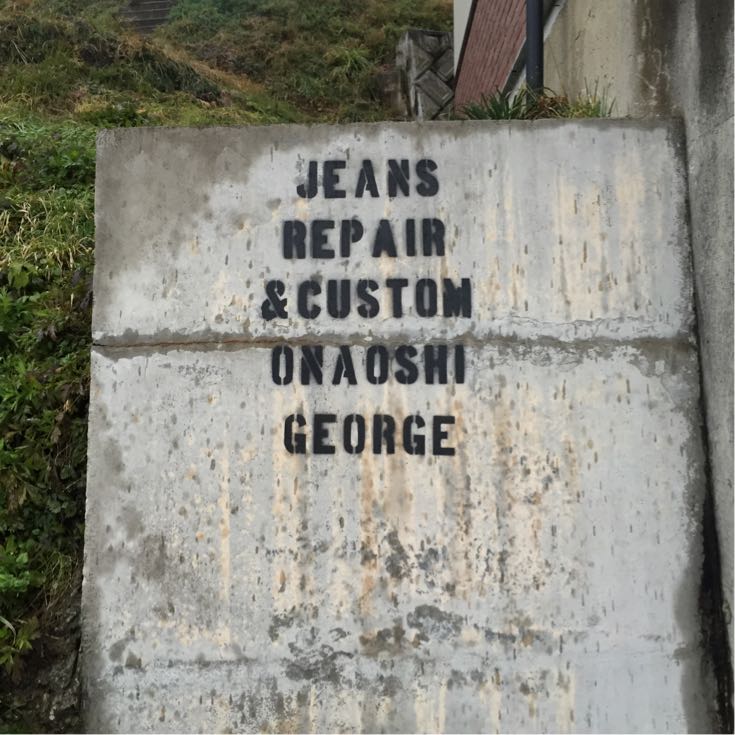 JEANS
REPAIR
&CUSTOM
ONAOSHI
GEORGE